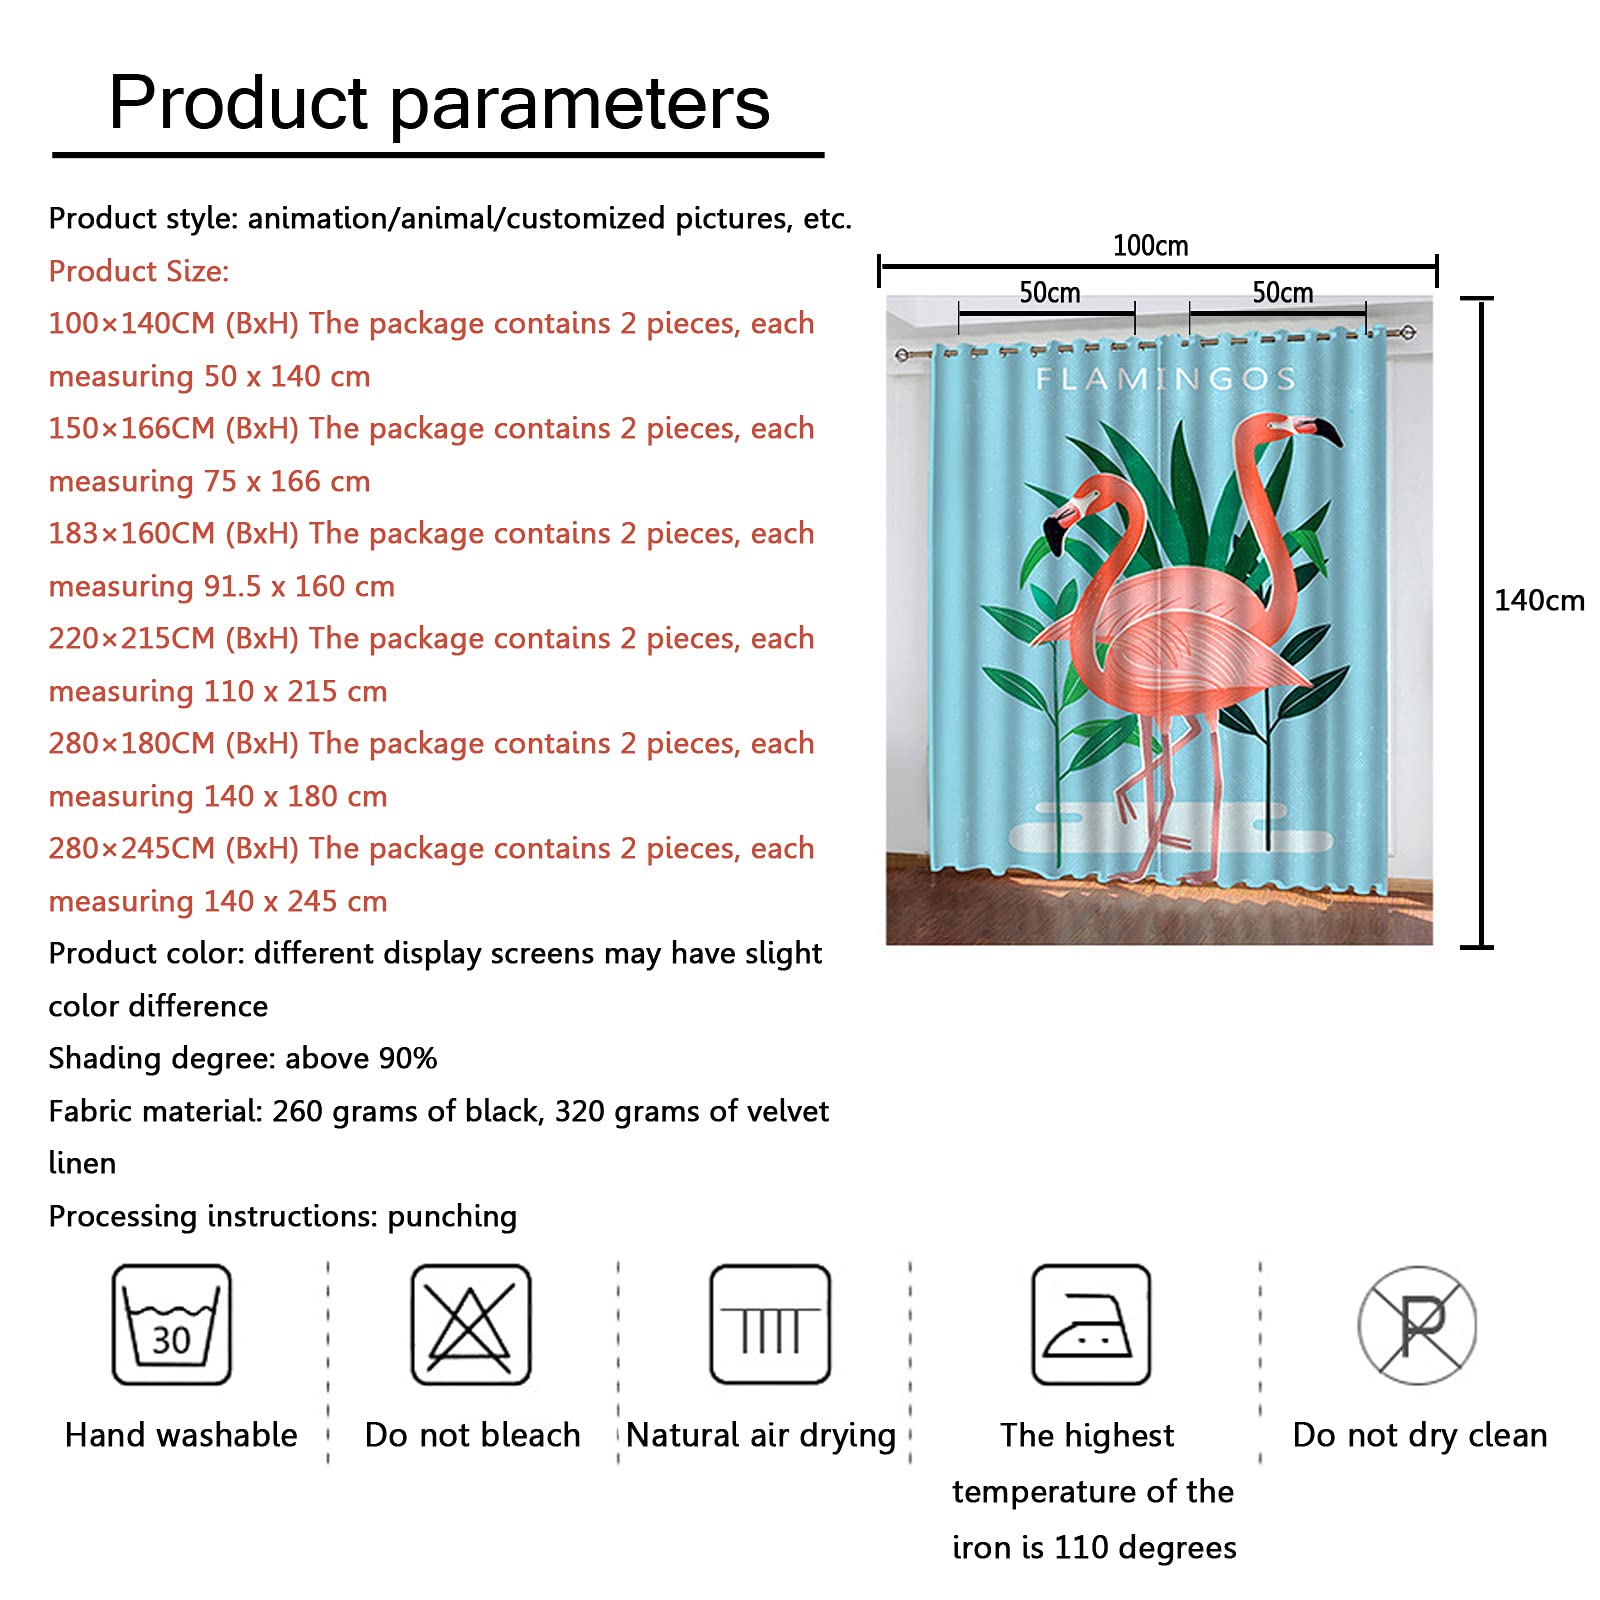 Product parameters
Product style: animation/animal/customized pictures, etc.
Product Size:
100×140CM (BxH) The package contains 2 pieces, each
measuring 50 x 140 cm
150×166CM (BxH) The package contains 2 pieces, each
measuring 75 x 166 cm
183×160CM (BxH) The package contains 2 pieces, each
measuring 91.5 x 160 cm
220×215CM (BxH) The package contains 2 pieces, each
measuring 110 x 215 cm
280×180CM (BxH) The package contains 2 pieces, each
measuring 140 x 180 cm
280×245CM (BxH) The package contains 2 pieces, each
measuring 140 x 245 cm
Product color: different display screens may have slight
color difference
Shading degree: above 90%
Fabric material: 260 grams of black, 320 grams of velvet
linen
Processing instructions: punching
100cm
50cm
50cm
FLAMINGOS
140cm
30
P
Hand washable
Do not bleach
Natural air drying
The highest
temperature of the
iron is 110 degrees
Do not dry clean